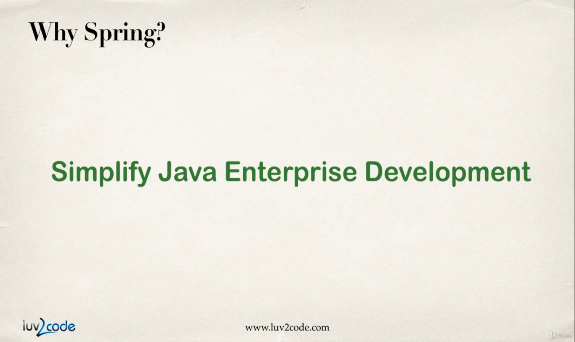 Why Spring?
Simplify Java Enterprise Development
luv2code
www.luv2code.com